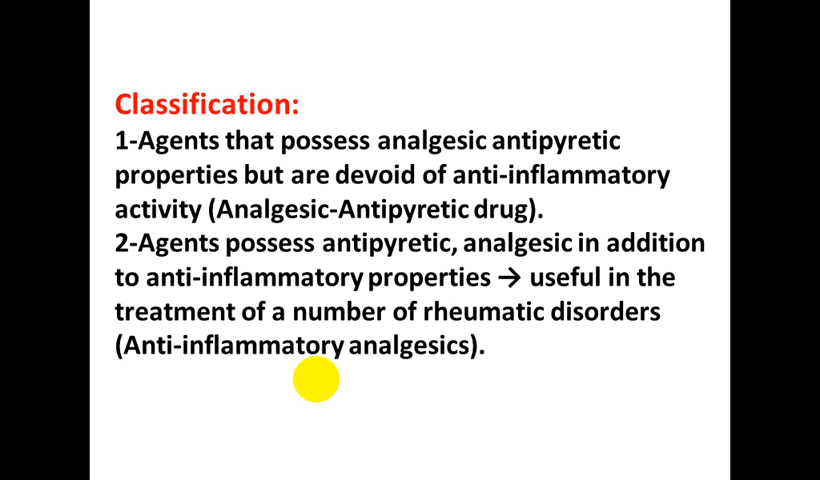 Classification:
1-Agents that possess analgesic antipyretic
properties but are devoid of anti-inflammatory
activity (Analgesic-Antipyretic drug).
2-Agents possess antipyretic, analgesic in addition
to anti-inflammatory properties → useful in the
treatment of a number of rheumatic disorders
(Anti-inflammatory analgesics).